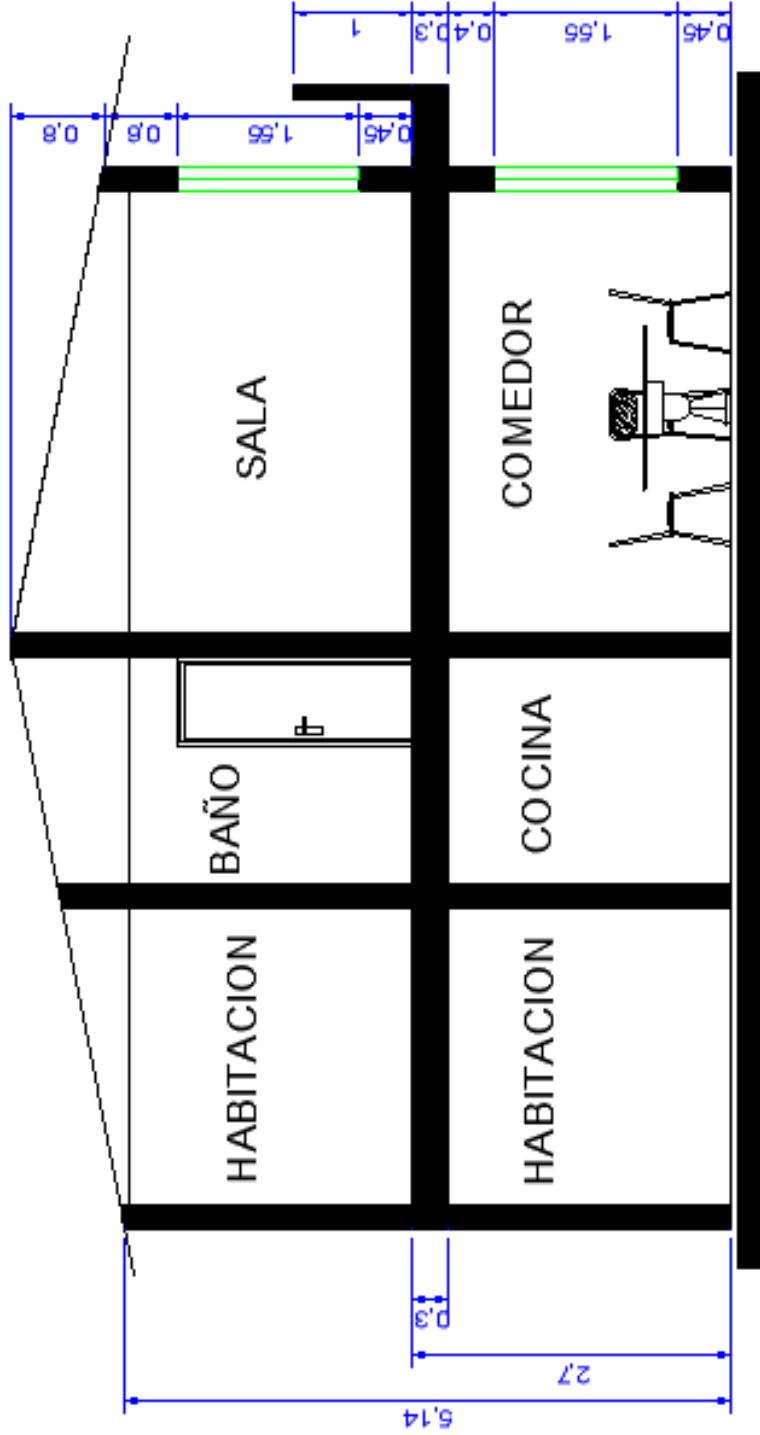 HABITACION
BAÑO
SALA
HABITACION
COCINA
COMEDOR
0,8
0,6
1,55
0,45
1
0,3
0,4
1,55
0,45
0,3
2,7
5,14